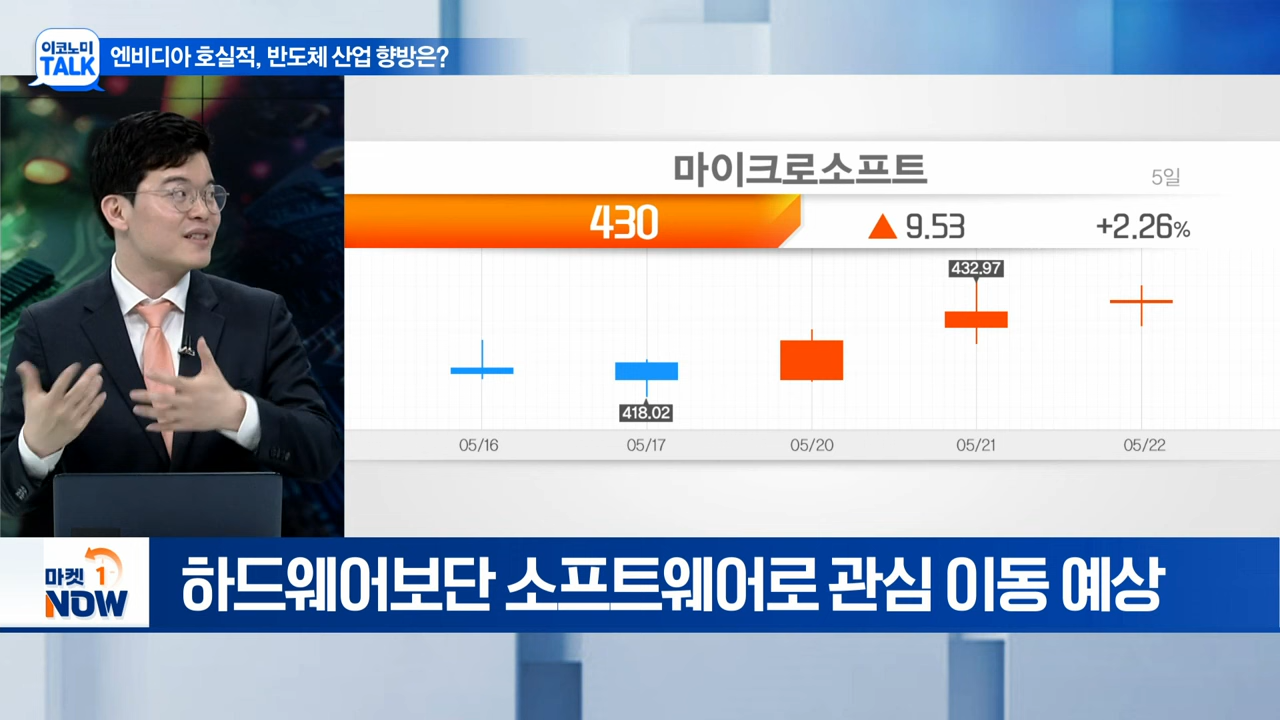 이코노미
TALK
엔비디아 호실적, 반도체 산업 향방은?
마이크로소프트
5일
430 ▲ 9.53 +2.26%
432.97
418.02
05/16 05/17 05/20 05/21 05/22
마켓 1
NOW
하드웨어보단 소프트웨어로 관심 이동 예상